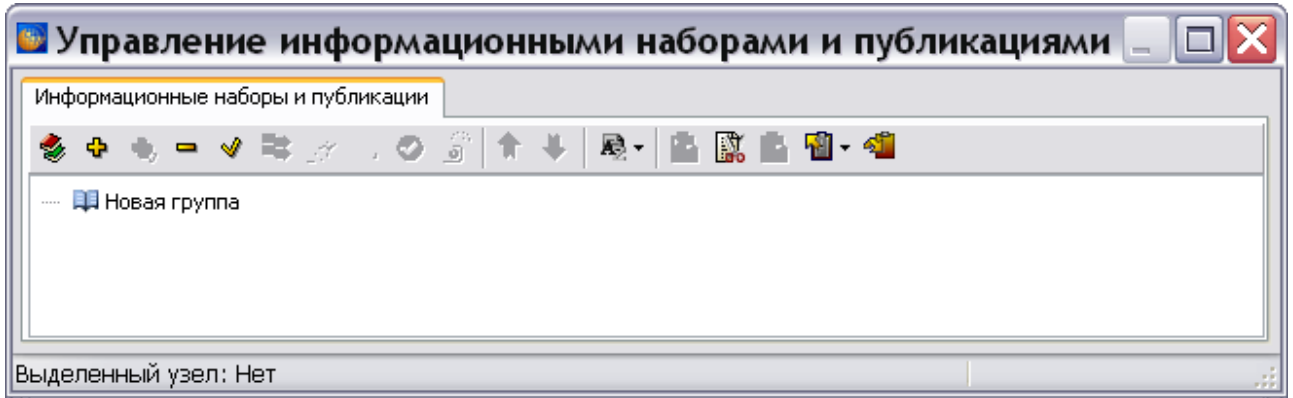 Управление информационными наборами и публикациями
Информационные наборы и публикации
Новая группа
Выделенный узел: Нет